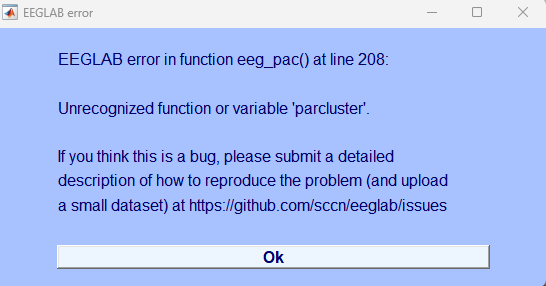 EEGLAB error
EEGLAB error in function eeg_pac() at line 208:
Unrecognized function or variable 'parcluster'.
If you think this is a bug, please submit a detailed
description of how to reproduce the problem (and upload
a small dataset) at https://github.com/sccn/eeglab/issues
Ok